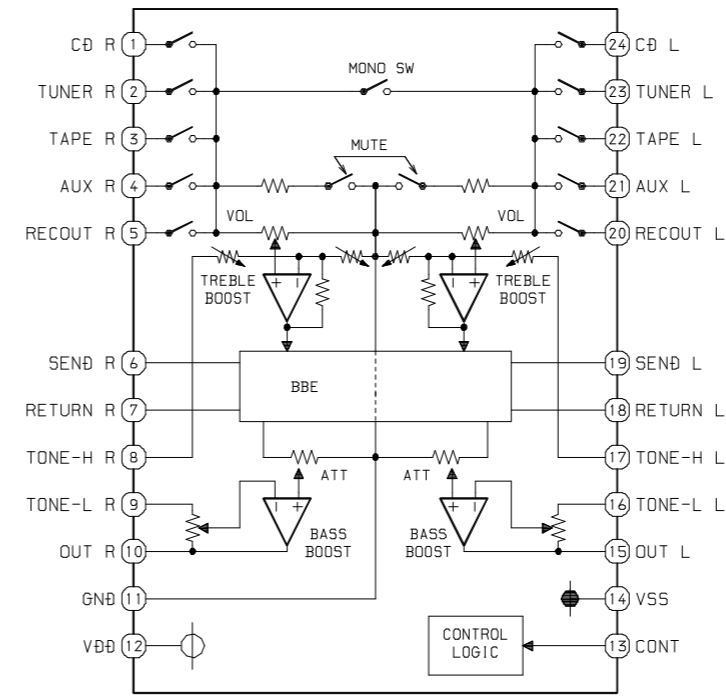 CD R 1
24 CD L
MONO SW
TUNER R 2
23 TUNER L
TAPE R 3
22 TAPE L
MUTE
AUX R 4
21 AUX L
VOL
VOL
RECOUT R 5
20 RECOUT L
TREBLE
BOOST
+ −
− +
TREBLE
BOOST
SEND R 6
19 SEND L
BBE
RETURN R 7
18 RETURN L
TONE-H R 8
17 TONE-H L
ATT
ATT
TONE-L R 9
16 TONE-L L
− +
+ −
BASS
BOOST
BASS
BOOST
OUT R 10
15 OUT L
GND 11
14 VSS
VDD 12
CONTROL
LOGIC
13 CONT